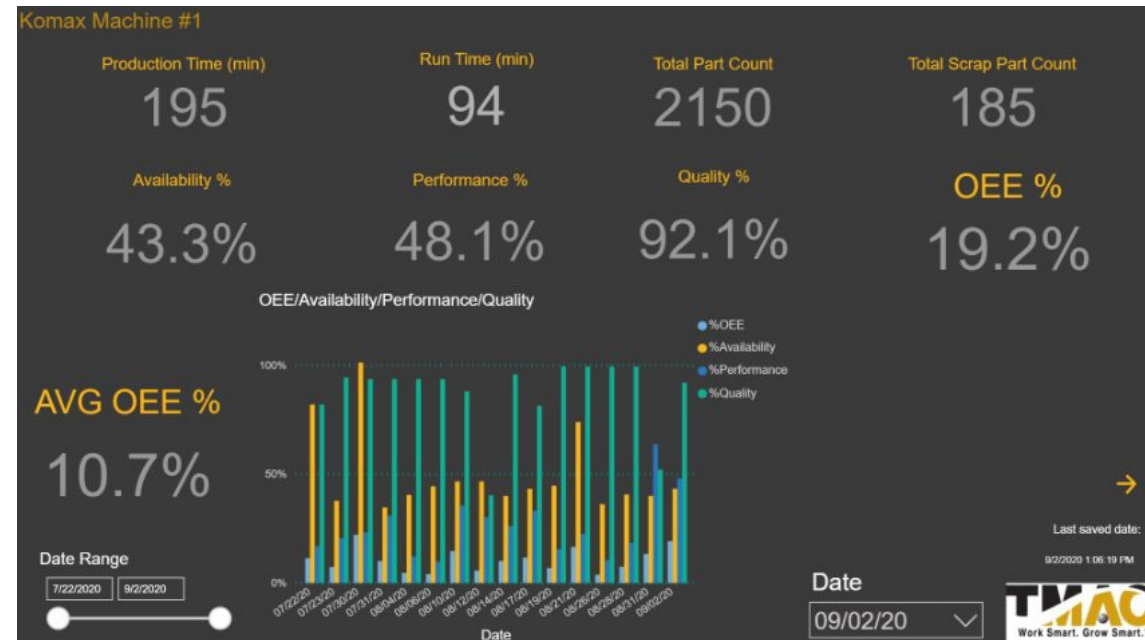 Komax Machine #1
Production Time (min)
195
Run Time (min)
94
Total Part Count
2150
Total Scrap Part Count
185
Availability %
43.3%
Performance %
48.1%
Quality %
92.1%
OEE %
19.2%
OEE/Availability/Performance/Quality
%OEE
%Availability
%Performance
%Quality
100%
50%
0%
07/22/20
07/23/20
07/30/20
07/31/20
08/04/20
08/06/20
08/10/20
08/12/20
08/14/20
08/17/20
08/19/20
08/21/20
08/26/20
08/28/20
08/31/20
09/02/20
Date
AVG OEE %
10.7%
Date Range
7/22/2020 9/2/2020
Last saved date:
9/2/2020 1:06:19 PM
Date
09/02/20
TMAC
Work Smart. Grow Smart.